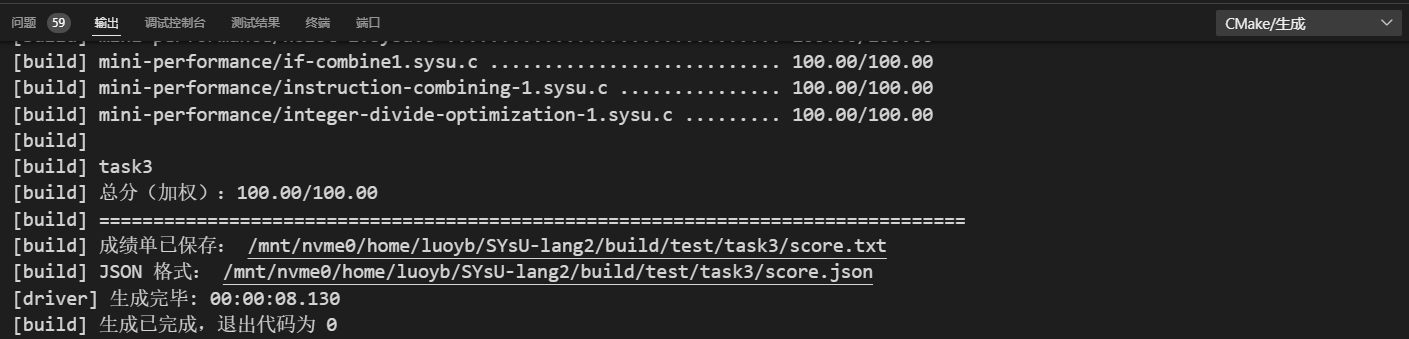 问题 59 输出 调试控制台 测试结果 终端 端口 CMake/生成
[build] mini-performance/if-combine1.sysu.c ........................... 100.00/100.00
[build] mini-performance/instruction-combining-1.sysu.c ............... 100.00/100.00
[build] mini-performance/integer-divide-optimization-1.sysu.c ......... 100.00/100.00
[build]
[build] task3
[build] 总分（加权）：100.00/100.00
[build] ================================================================================
[build] 成绩单已保存： /mnt/nvme0/home/luoyb/SYsU-lang2/build/test/task3/score.txt
[build] JSON 格式： /mnt/nvme0/home/luoyb/SYsU-lang2/build/test/task3/score.json
[driver] 生成完毕: 00:00:08.130
[build] 生成已完成，退出代码为 0